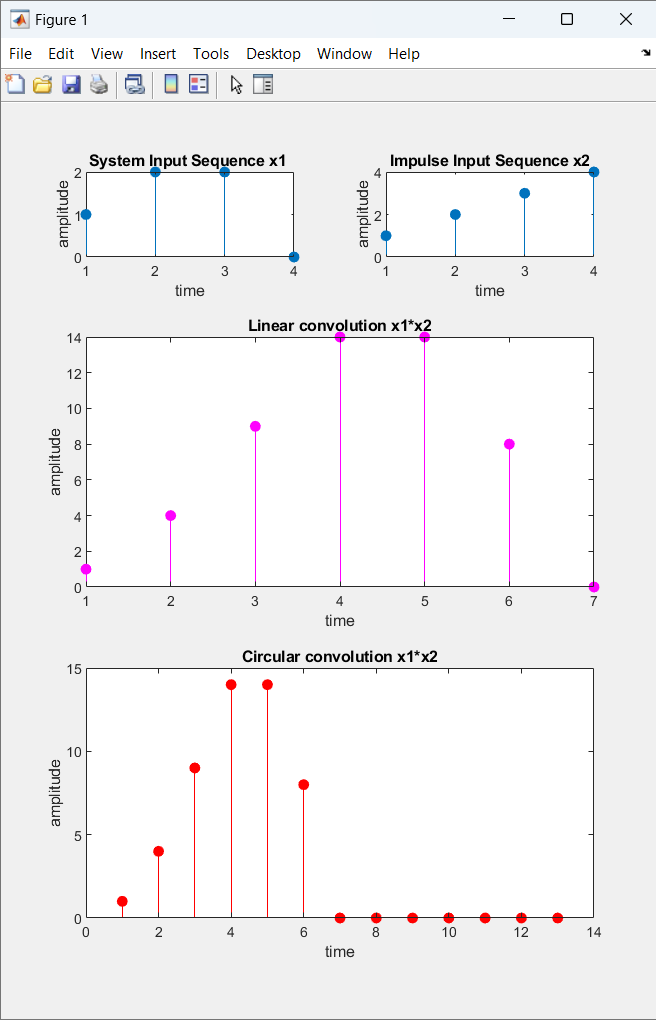 Figure 1
File Edit View Insert Tools Desktop Window Help
System Input Sequence x1
2
1
0
amplitude
1 2 3 4
time
Impulse Input Sequence x2
4
2
0
amplitude
1 2 3 4
time
Linear convolution x1*x2
14
12
10
8
6
4
2
0
amplitude
1 2 3 4 5 6 7
time
Circular convolution x1*x2
15
10
5
0
amplitude
0 2 4 6 8 10 12 14
time